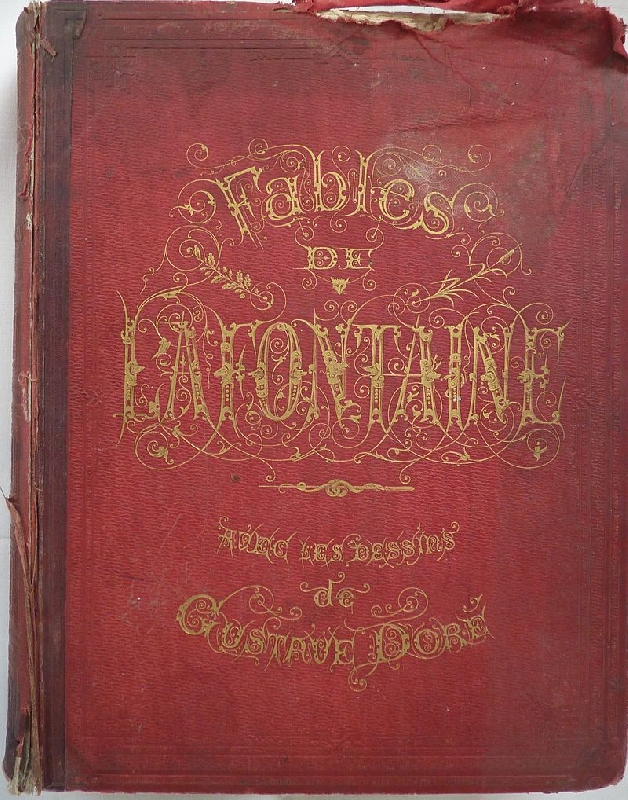 Fables
DE
LAFONTAINE
AVEC LES DESSINS
de
GUSTAVE DORÉ